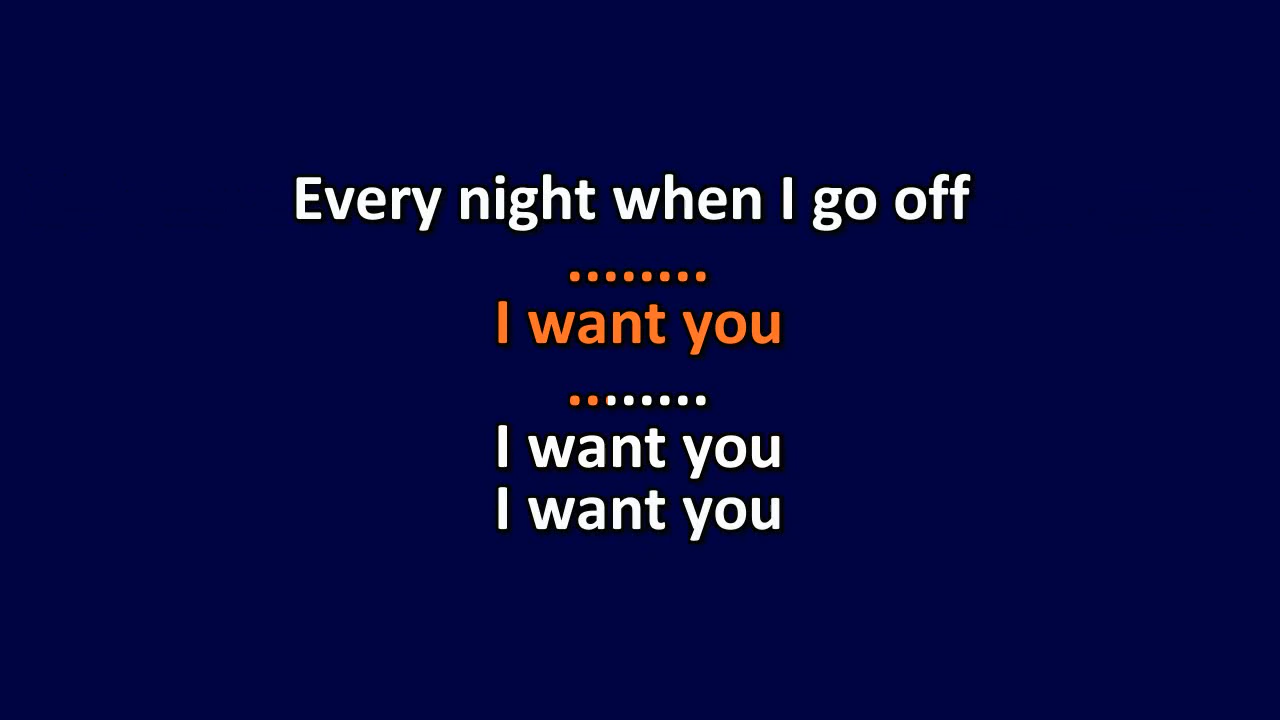 Every night when I go off
........
I want you
........
I want you
I want you